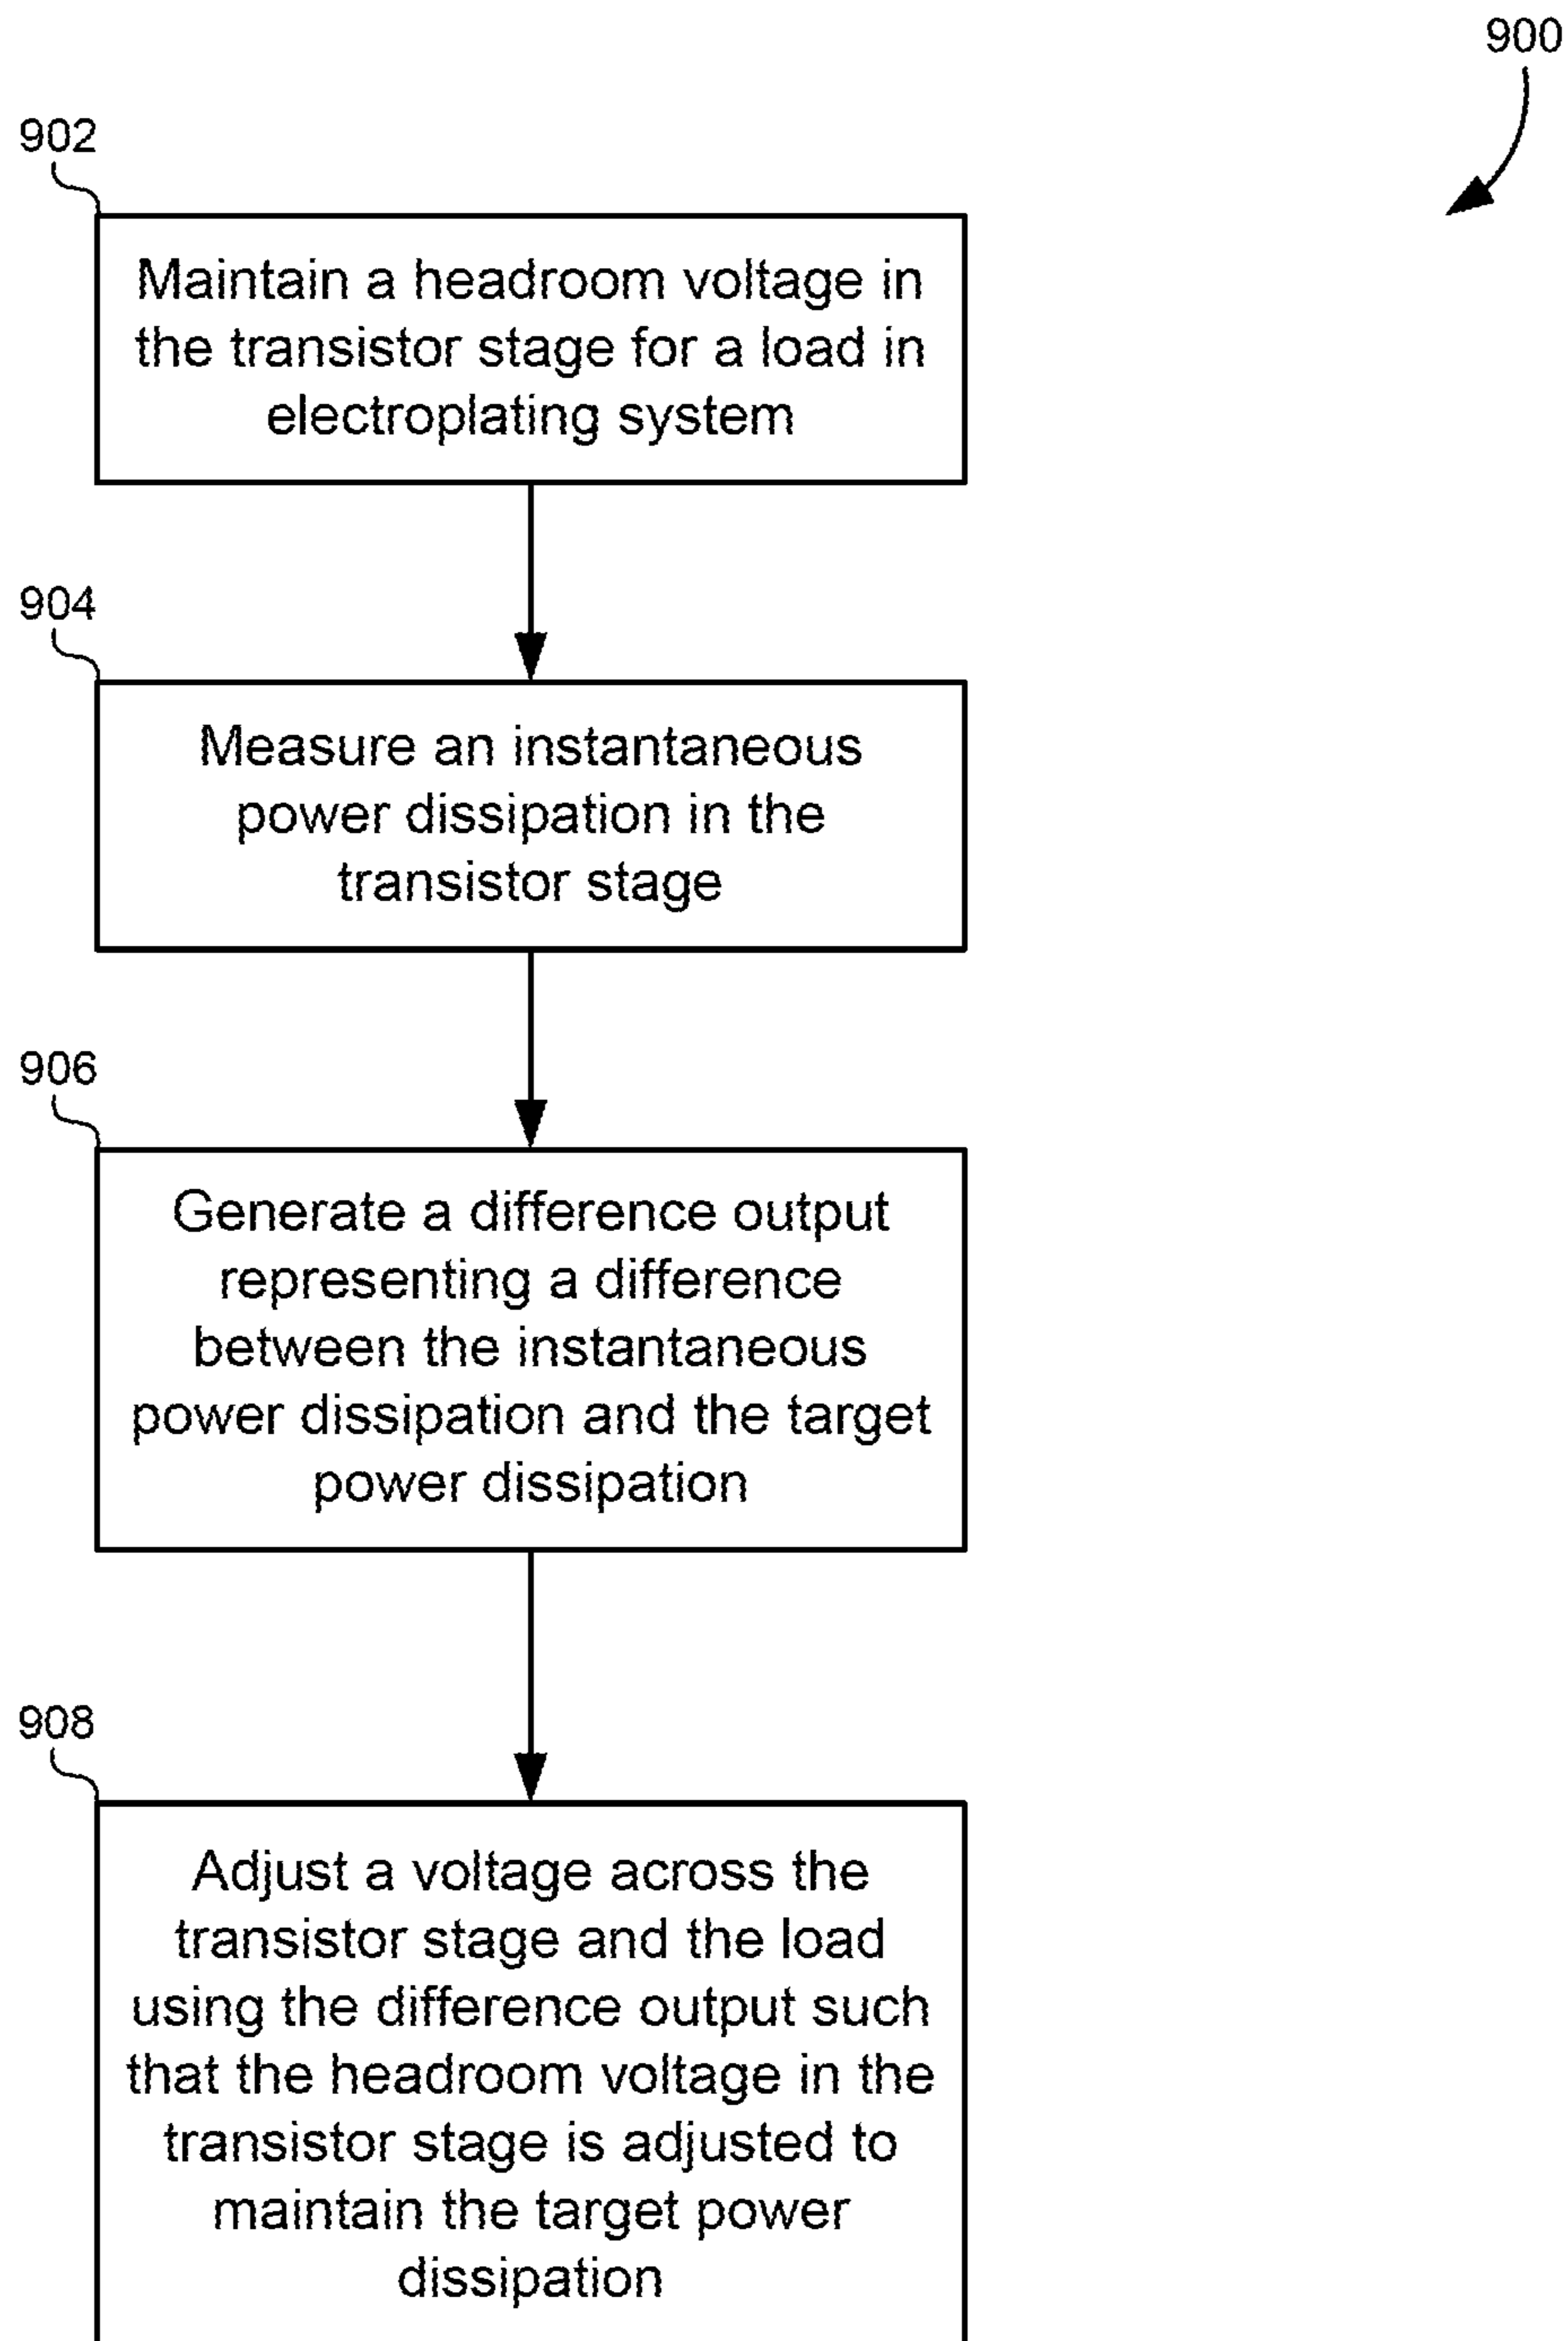 900
902
Maintain a headroom voltage in
the transistor stage for a load in
electroplating system
904
Measure an instantaneous
power dissipation in the
transistor stage
906
Generate a difference output
representing a difference
between the instantaneous
power dissipation and the target
power dissipation
908
Adjust a voltage across the
transistor stage and the load
using the difference output such
that the headroom voltage in the
transistor stage is adjusted to
maintain the target power
dissipation